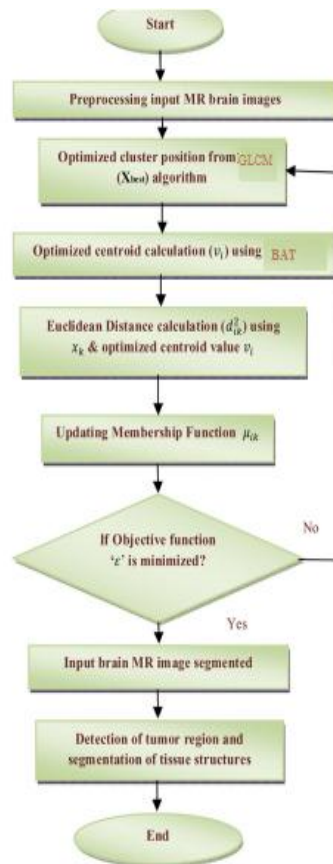 Start
Preprocessing input MR brain images
Optimized cluster position from GLCM
(Xbest) algorithm
Optimized centroid calculation (vᵢ) using BAT
Euclidean Distance calculation (d²ᵢₖ) using
xₖ & optimized centroid value vᵢ
Updating Membership Function μᵢₖ
If Objective function
'ε' is minimized?
No
Yes
Input brain MR image segmented
Detection of tumor region and
segmentation of tissue structures
End